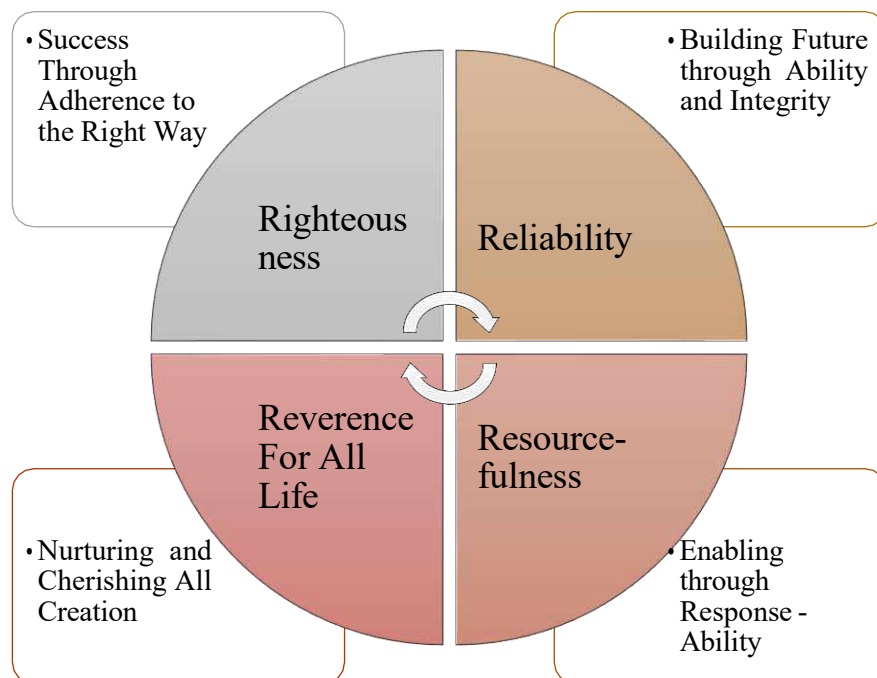 • Success
Through
Adherence to
the Right Way
• Building Future
through Ability
and Integrity
Righteous
ness
Reliability
Reverence
For All
Life
Resource-
fulness
• Nurturing and
Cherishing All
Creation
• Enabling
through
Response -
Ability